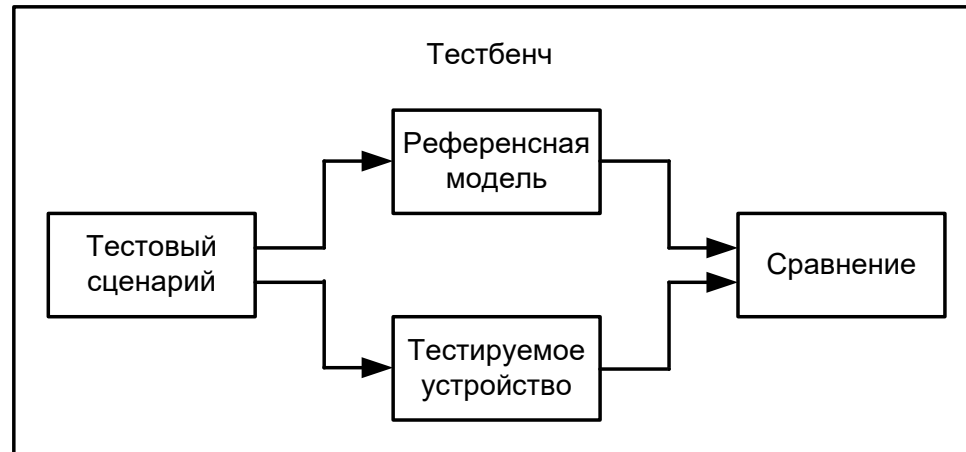 Тестбенч
Референсная
модель
Тестовый
сценарий
Сравнение
Тестируемое
устройство